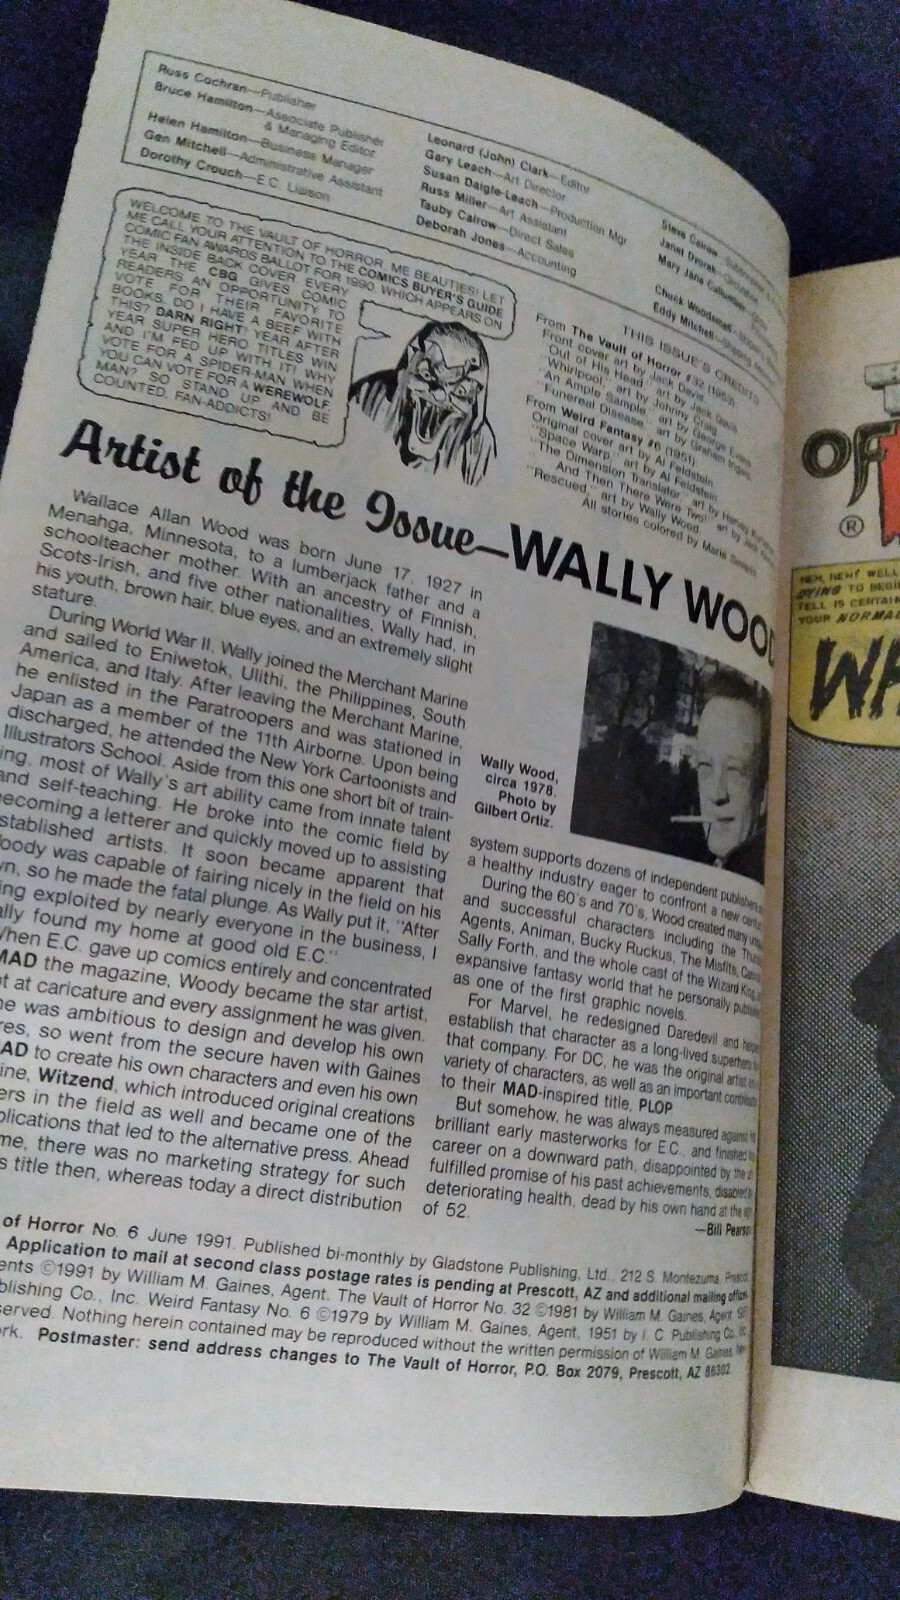 Russ Cochran—Publisher
Bruce Hamilton—Associate Publisher
& Managing Editor
Helen Hamilton—Business Manager
Gen Mitchell—Administrative Assistant
Dorothy Crouch—E.C. Liaison
Leonard (John) Clark—Editor
Gary Leach—Art Director
Susan Daigle-Leach—Production Mgr
Russ Miller—Art Assistant
Tauby Cairow—Direct Sales
Deborah Jones—Accounting
Steve Cairow
Janet Dvorak
Mary Jane
Chuck
Eddy Mitchell
WELCOME TO THE VAULT OF HORROR, ME BEAUTIES! LET
ME CALL YOUR ATTENTION TO THE COMICS BUYER'S GUIDE
COMIC FAN AWARDS BALLOT FOR 1990, WHICH APPEARS ON
THE INSIDE BACK COVER. EVERY
YEAR THE CBG GIVES COMIC
READERS AN OPPORTUNITY TO
VOTE FOR THEIR FAVORITE
BOOKS. DO I HAVE A BEEF WITH
THIS? DARN RIGHT! YEAR AFTER
YEAR SUPER HERO TITLES WIN
AND I'M FED UP WITH IT! WHY
VOTE FOR A SPIDER-MAN WHEN
YOU CAN VOTE FOR A WEREWOLF
MAN? SO STAND UP AND BE
COUNTED, FAN-ADDICTS!
THIS ISSUE'S CREDITS
From The Vault of Horror #32 (1953)
Front cover art by Jack Davis
"Out of His Head," art by Jack Davis
"Whirlpool," art by Johnny Craig
"An Ample Sample," art by George Evans
"Funereal Disease," art by Graham Ingels
From Weird Fantasy #6 (1951)
Original cover art by Al Feldstein
"Space Warp," art by Al Feldstein
"The Dimension Translator," art by Harvey
"And Then There Were Two!" art by Jack
"Rescued," art by Wally Wood
All stories colored by Marie Severin
Artist of the Issue—WALLY WOOD
Wallace Allan Wood was born June 17, 1927 in
Menahga, Minnesota, to a lumberjack father and a
schoolteacher mother. With an ancestry of Finnish,
Scots-Irish, and five other nationalities, Wally had, in
his youth, brown hair, blue eyes, and an extremely slight
stature.
During World War II, Wally joined the Merchant Marine
and sailed to Eniwetok, Ulithi, the Philippines, South
America, and Italy. After leaving the Merchant Marine,
he enlisted in the Paratroopers and was stationed in
Japan as a member of the 11th Airborne. Upon being
discharged, he attended the New York Cartoonists and
Illustrators School. Aside from this one short bit of train-
ing, most of Wally's art ability came from innate talent
and self-teaching. He broke into the comic field by
becoming a letterer and quickly moved up to assisting
established artists. It soon became apparent that
Woody was capable of fairing nicely in the field on his
own, so he made the fatal plunge. As Wally put it, "After
being exploited by nearly everyone in the business, I
finally found my home at good old E.C."
When E.C. gave up comics entirely and concentrated
MAD the magazine, Woody became the star artist,
at caricature and every assignment he was given.
he was ambitious to design and develop his own
so went from the secure haven with Gaines
MAD to create his own characters and even his own
Witzend, which introduced original creations
in the field as well and became one of the
publications that led to the alternative press. Ahead
there was no marketing strategy for such
title then, whereas today a direct distribution
Wally Wood,
circa 1978.
Photo by
Gilbert Ortiz.
system supports dozens of independent publishers
a healthy industry eager to confront a new
During the 60's and 70's, Wood created many
and successful characters including the
Agents, Animan, Bucky Ruckus, The Misfits,
Sally Forth, and the whole cast of the Wizard King,
expansive fantasy world that he personally
as one of the first graphic novels.
For Marvel, he redesigned Daredevil and
establish that character as a long-lived superhero
that company. For DC, he was the original artist
variety of characters, as well as an important
to their MAD-inspired title, PLOP
But somehow, he was always measured against
brilliant early masterworks for E.C., and finished
career on a downward path, disappointed by the
fulfilled promise of his past achievements, disabled
deteriorating health, dead by his own hand at the
of 52.
—Bill Pearson
of Horror No. 6 June 1991. Published bi-monthly by Gladstone Publishing, Ltd., 212 S. Montezuma, Prescott
Application to mail at second class postage rates is pending at Prescott, AZ and additional mailing offices
©1991 by William M. Gaines, Agent. The Vault of Horror No. 32 ©1981 by William M. Gaines, Agent
Publishing Co., Inc. Weird Fantasy No. 6 ©1979 by William M. Gaines, Agent, 1951 by I. C. Publishing Co.,
Nothing herein contained may be reproduced without the written permission of William M. Gaines
Postmaster: send address changes to The Vault of Horror, P.O. Box 2079, Prescott, AZ 86302.
OF
®
HEH, HEH! WELL
DYING TO BEGI
TELL IS CERTAI
YOUR NORMA